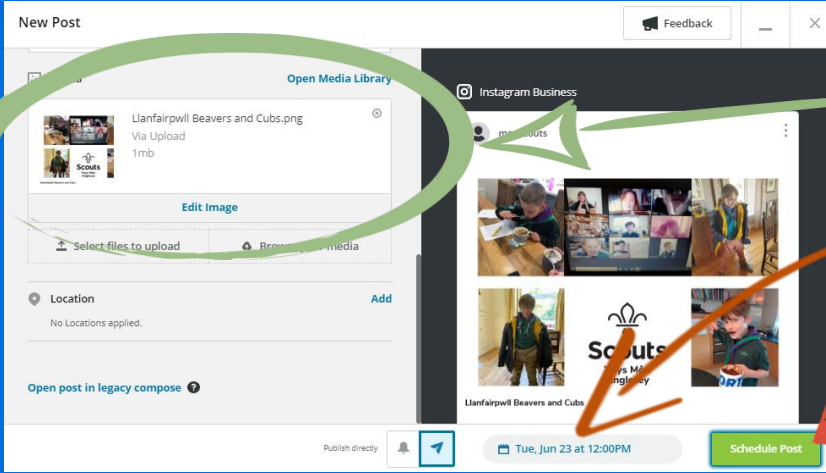 New Post
Feedback
Open Media Library
Llanfairpwll Beavers and Cubs.png
Via Upload
1mb
Scouts
Edit Image
Select files to upload
media
Location
Add
No Locations applied.
Open post in legacy compose ?
Instagram Business
Scouts
Llanfairpwll Beavers and Cubs
Publish directly
Tue, Jun 23 at 12:00PM
Schedule Post